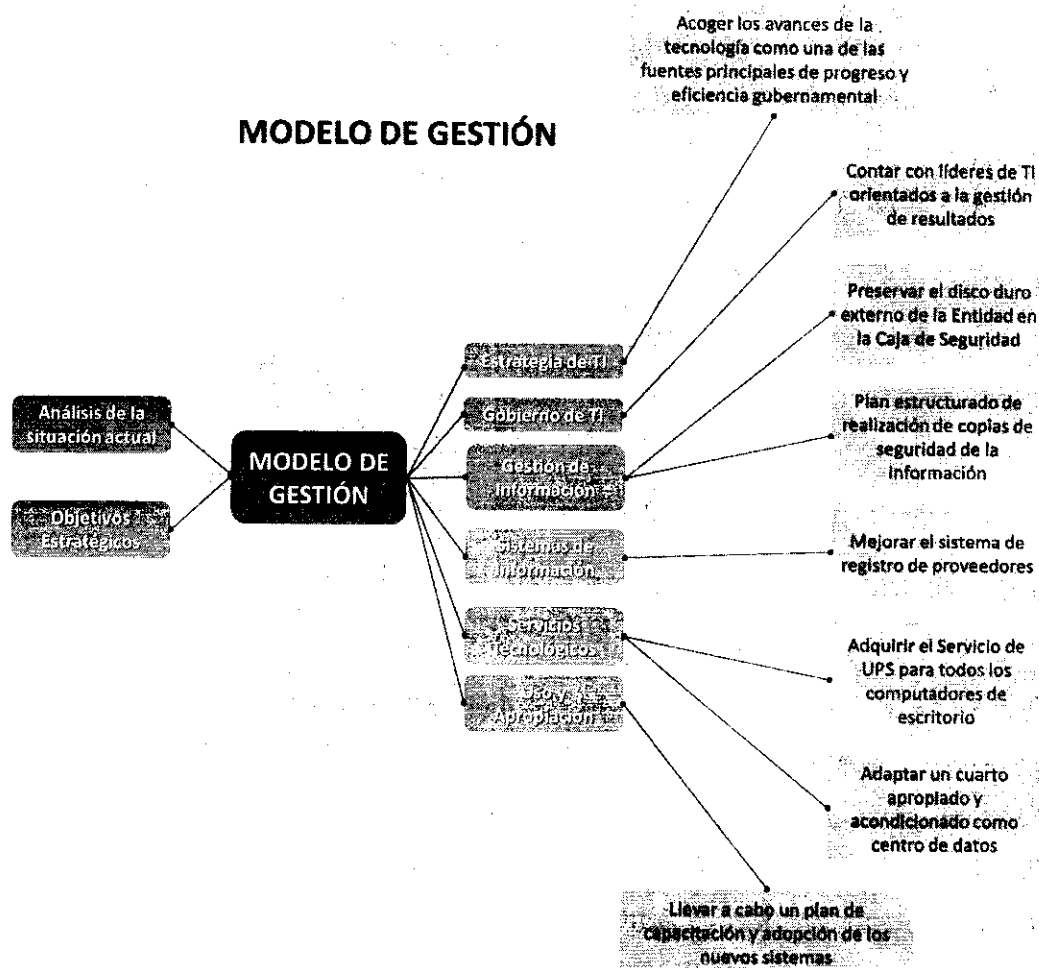 Acoger los avances de la
tecnología como una de las
fuentes principales de progreso y
eficiencia gubernamental
MODELO DE GESTIÓN
Contar con líderes de TI
orientados a la gestión
de resultados
Preservar el disco duro
externo de la Entidad en
la Caja de Seguridad
Estrategia de TI
Análisis de la
situación actual
Gobierno de TI
Plan estructurado de
realización de copias de
seguridad de la
Información
MODELO DE
GESTIÓN
Gestión de
Información
Objetivos
Estratégicos
Sistemas de
Información
Mejorar el sistema de
registro de proveedores
Servicios
Tecnológicos
Adquirir el Servicio de
UPS para todos los
computadores de
escritorio
Uso y
Apropiación
Adaptar un cuarto
apropiado y
acondicionado como
centro de datos
Llevar a cabo un plan de
capacitación y adopción de los
nuevos sistemas